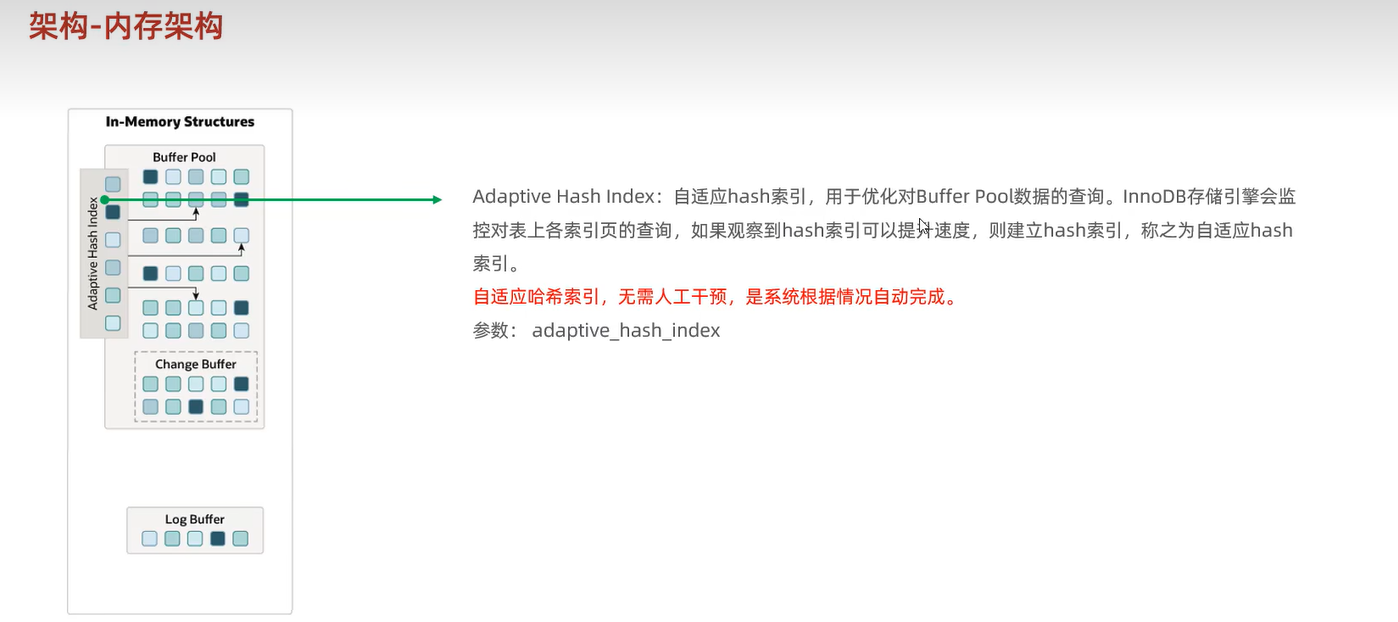 架构-内存架构
In-Memory Structures
Buffer Pool
Adaptive Hash Index
Change Buffer
Log Buffer
Adaptive Hash Index：自适应hash索引，用于优化对Buffer Pool数据的查询。InnoDB存储引擎会监
控对表上各索引页的查询，如果观察到hash索引可以提升速度，则建立hash索引，称之为自适应hash
索引。
自适应哈希索引，无需人工干预，是系统根据情况自动完成。
参数： adaptive_hash_index